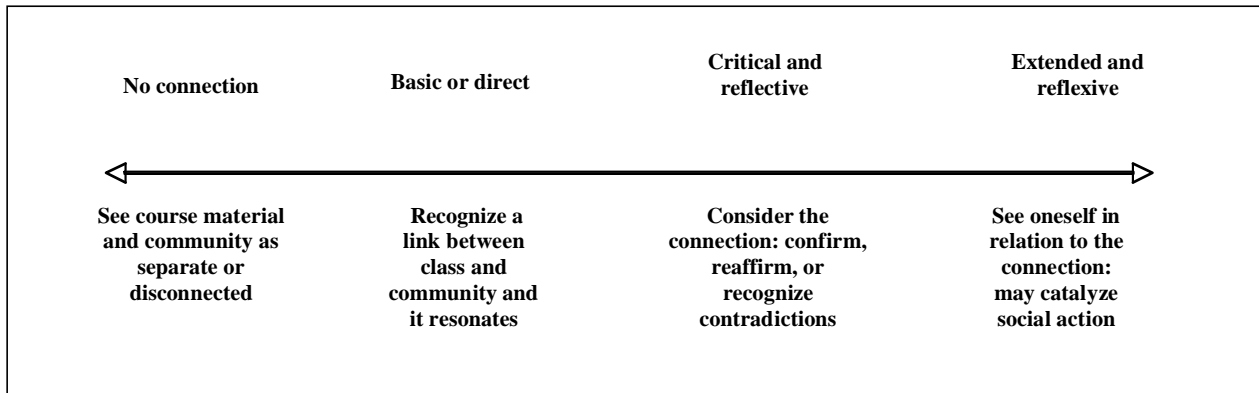 No connection
Basic or direct
Critical and
reflective
Extended and
reflexive
See course material
and community as
separate or
disconnected
Recognize a
link between
class and
community and
it resonates
Consider the
connection: confirm,
reaffirm, or
recognize
contradictions
See oneself in
relation to the
connection:
may catalyze
social action